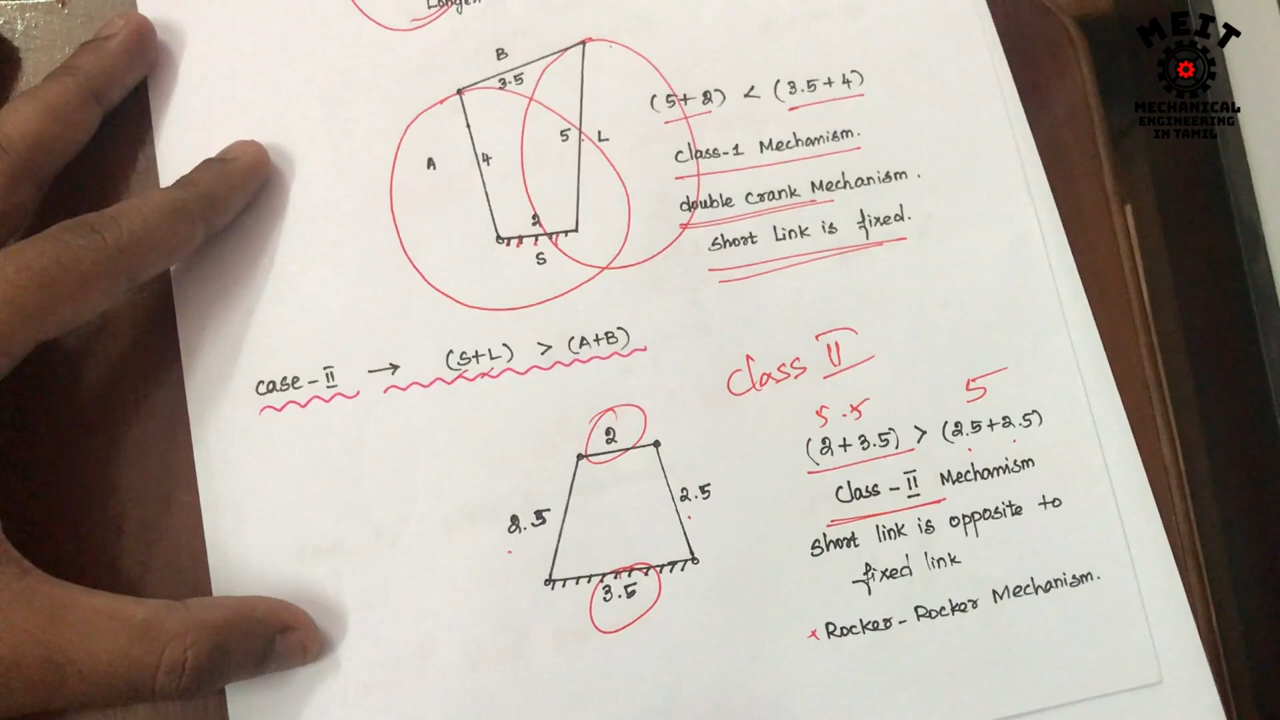 Longer
B
3.5
A
4
5
L
2
S
(5+2) < (3.5+4)
class-1 Mechanism.
double crank Mechanism.
short Link is fixed.
case-II → (S+L) > (A+B)
class II
2
2.5
2.5
3.5
5.5
5
(2+3.5) > (2.5+2.5)
class-II Mechanism
short link is opposite to
fixed link
* Rocker-Rocker Mechanism.
MEIT
MECHANICAL
ENGINEERING
IN TAMIL